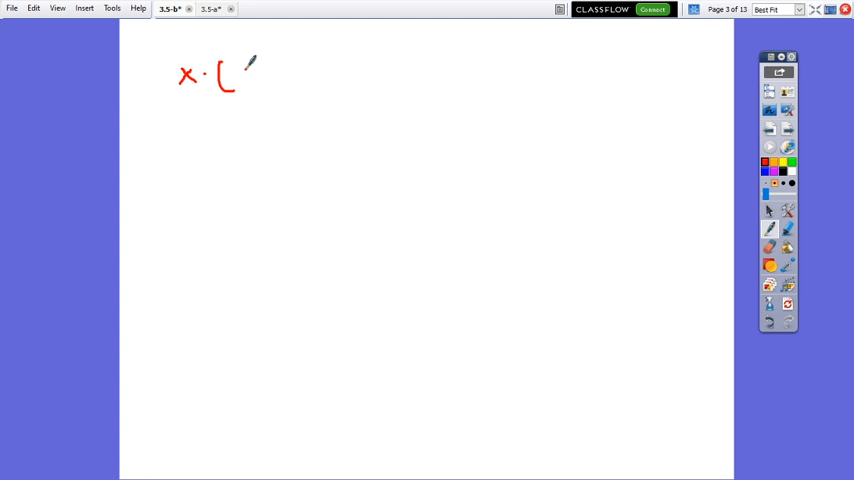 File Edit View Insert Tools Help 3.5-b* 3.5-a* CLASSFLOW Connect Page 3 of 13 Best Fit
x · [